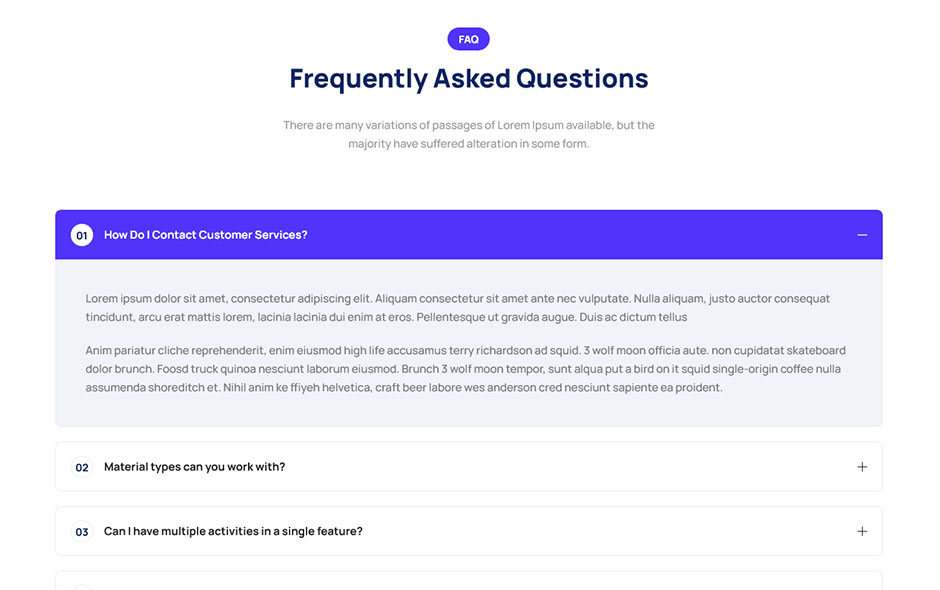 FAQ
Frequently Asked Questions
There are many variations of passages of Lorem Ipsum available, but the
majority have suffered alteration in some form.
01 How Do I Contact Customer Services?
Lorem ipsum dolor sit amet, consectetur adipiscing elit. Aliquam consectetur sit amet ante nec vulputate. Nulla aliquam, justo auctor consequat
tincidunt, arcu erat mattis lorem, lacinia lacinia dui enim at eros. Pellentesque ut gravida augue. Duis ac dictum tellus
Anim pariatur cliche reprehenderit, enim eiusmod high life accusamus terry richardson ad squid. 3 wolf moon officia aute. non cupidatat skateboard
dolor brunch. Foosd truck quinoa nesciunt laborum eiusmod. Brunch 3 wolf moon tempor, sunt alqua put a bird on it squid single-origin coffee nulla
assumenda shoreditch et. Nihil anim ke ffiyeh helvetica, craft beer labore wes anderson cred nesciunt sapiente ea proident.
02 Material types can you work with?
03 Can I have multiple activities in a single feature?